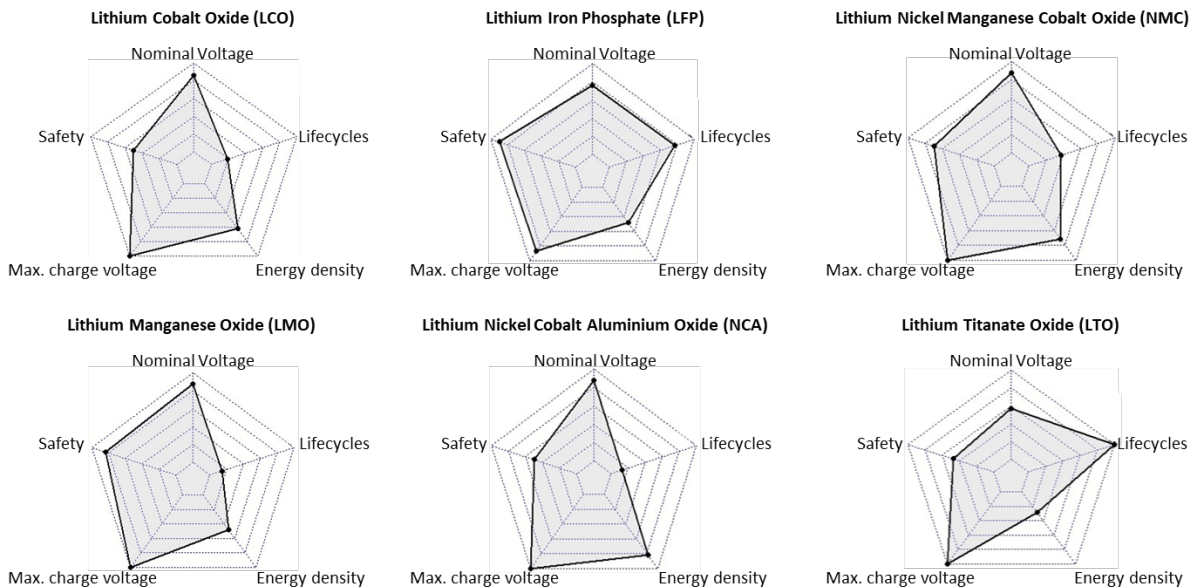 Lithium Cobalt Oxide (LCO)
Nominal Voltage
Safety
Lifecycles
Max. charge voltage
Energy density
Lithium Iron Phosphate (LFP)
Nominal Voltage
Safety
Lifecycles
Max. charge voltage
Energy density
Lithium Nickel Manganese Cobalt Oxide (NMC)
Nominal Voltage
Safety
Lifecycles
Max. charge voltage
Energy density
Lithium Manganese Oxide (LMO)
Nominal Voltage
Safety
Lifecycles
Max. charge voltage
Energy density
Lithium Nickel Cobalt Aluminium Oxide (NCA)
Nominal Voltage
Safety
Lifecycles
Max. charge voltage
Energy density
Lithium Titanate Oxide (LTO)
Nominal Voltage
Safety
Lifecycles
Max. charge voltage
Energy density